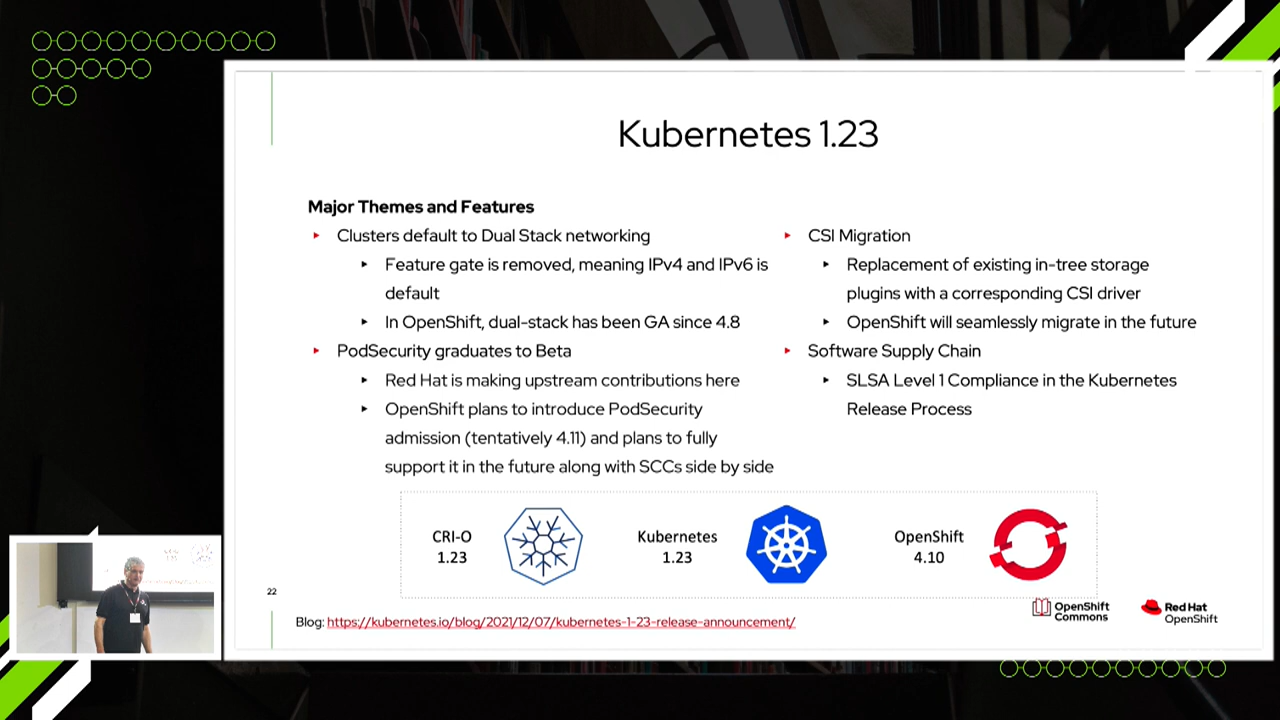 Kubernetes 1.23
Major Themes and Features
Clusters default to Dual Stack networking
Feature gate is removed, meaning IPv4 and IPv6 is
default
In OpenShift, dual-stack has been GA since 4.8
PodSecurity graduates to Beta
Red Hat is making upstream contributions here
OpenShift plans to introduce PodSecurity
admission (tentatively 4.11) and plans to fully
support it in the future along with SCCs side by side
CSI Migration
Replacement of existing in-tree storage
plugins with a corresponding CSI driver
OpenShift will seamlessly migrate in the future
Software Supply Chain
SLSA Level 1 Compliance in the Kubernetes
Release Process
CRI-O
1.23
Kubernetes
1.23
OpenShift
4.10
22
Blog: https://kubernetes.io/blog/2021/12/07/kubernetes-1-23-release-announcement/
OpenShift
Commons
Red Hat
OpenShift